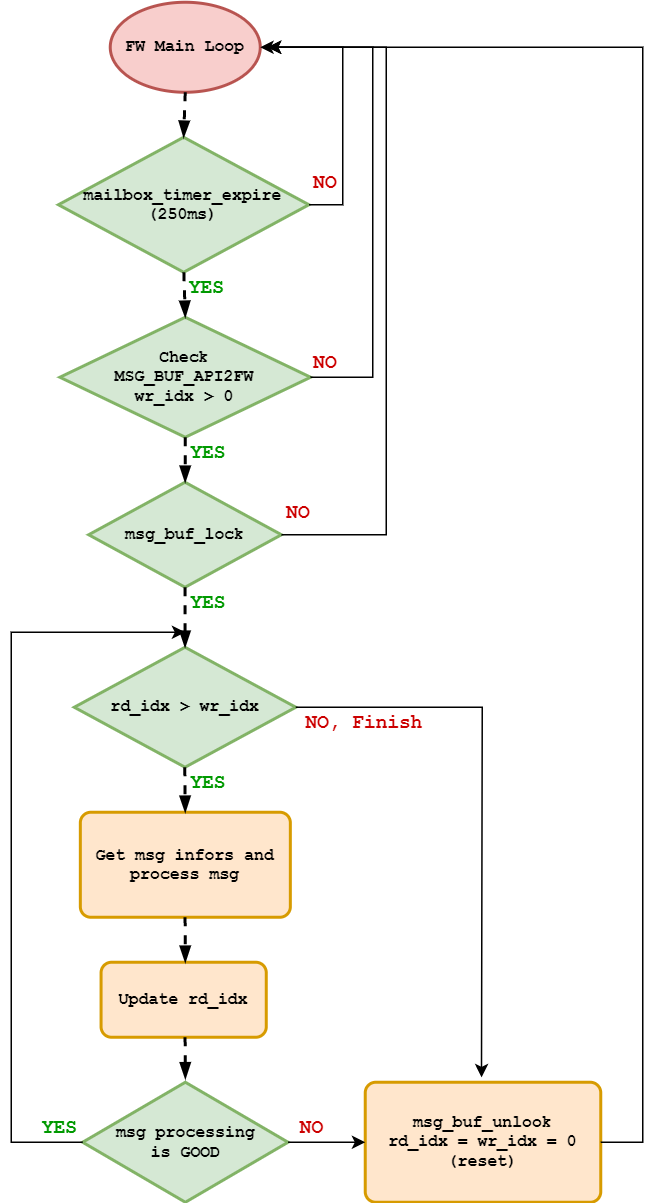 FW Main Loop
mailbox_timer_expire
(250ms)
NO
YES
Check
MSG_BUF_API2FW
wr_idx > 0
NO
YES
msg_buf_lock
NO
YES
rd_idx > wr_idx
NO, Finish
YES
Get msg infors and
process msg
Update rd_idx
YES
msg processing
is GOOD
NO
msg_buf_unlook
rd_idx = wr_idx = 0
(reset)